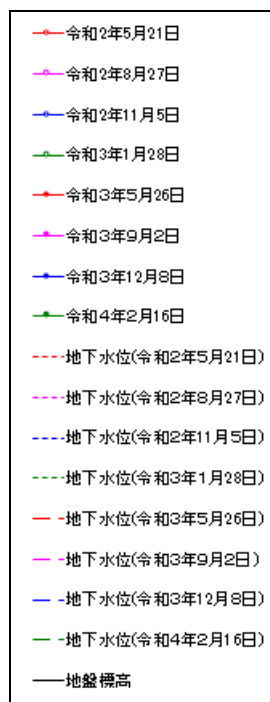 令和2年5月21日
令和2年8月27日
令和2年11月5日
令和3年1月28日
令和3年5月26日
令和3年9月2日
令和3年12月8日
令和4年2月16日
地下水位(令和2年5月21日)
地下水位(令和2年8月27日)
地下水位(令和2年11月5日)
地下水位(令和3年1月28日)
地下水位(令和3年5月26日)
地下水位(令和3年9月2日)
地下水位(令和3年12月8日)
地下水位(令和4年2月16日)
地盤標高